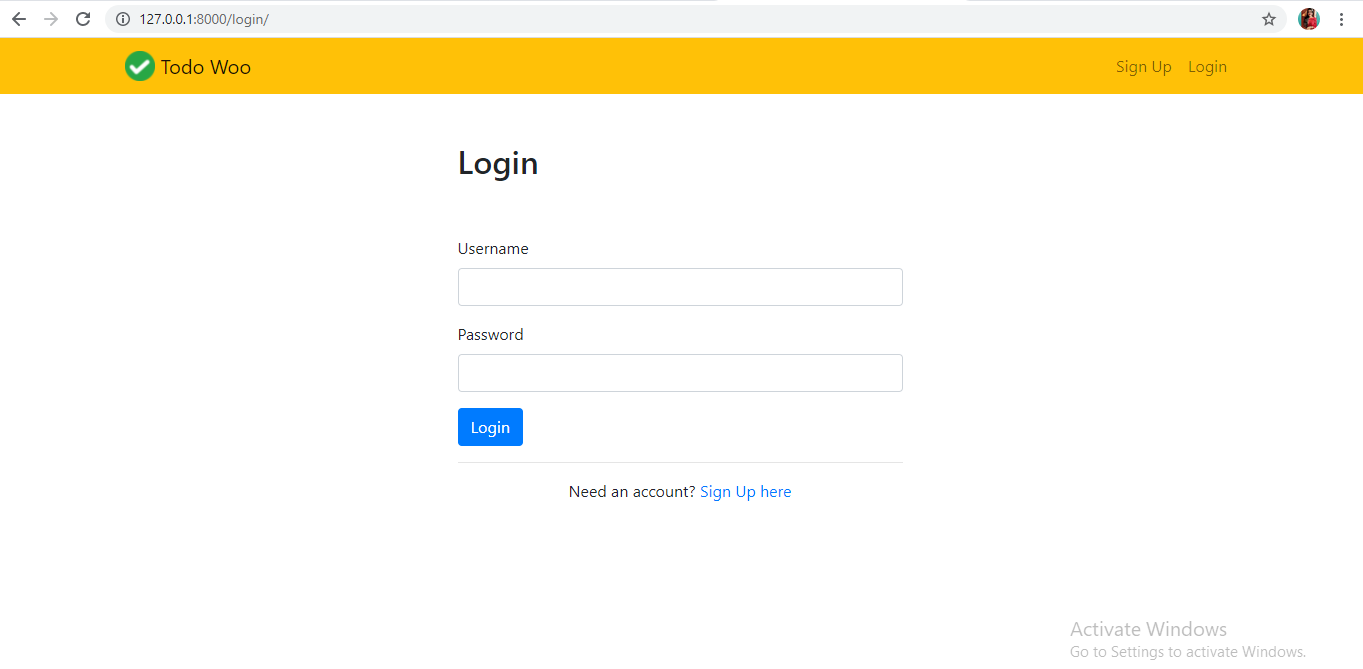 127.0.0.1:8000/login/
Todo Woo
Sign Up Login
Login
Username
Password
Login
Need an account? Sign Up here
Activate Windows
Go to Settings to activate Windows.